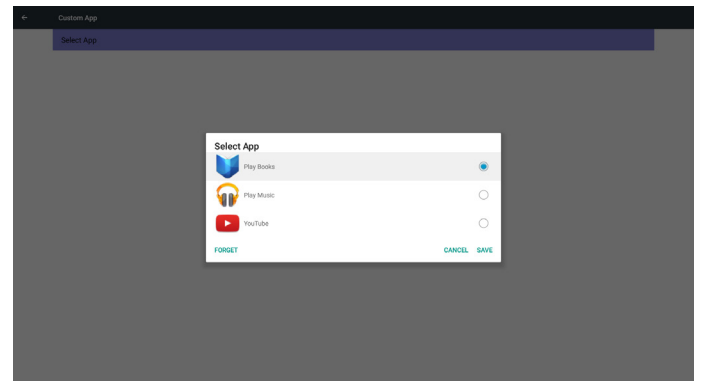 Custom App
Select App
Select App
Play Books
Play Music
YouTube
FORGET CANCEL SAVE